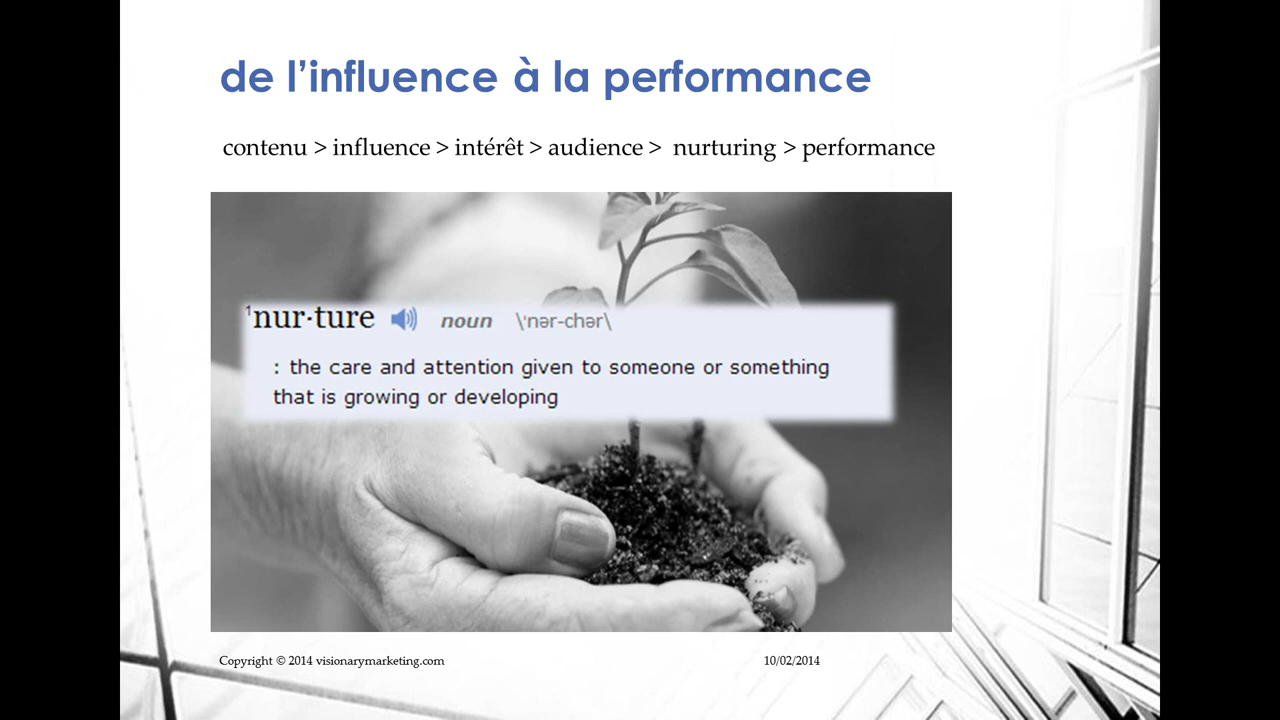 de l’influence à la performance
contenu > influence > intérêt > audience > nurturing > performance
¹nur·ture noun \'nər-chər\
: the care and attention given to someone or something
that is growing or developing
Copyright © 2014 visionarymarketing.com 10/02/2014